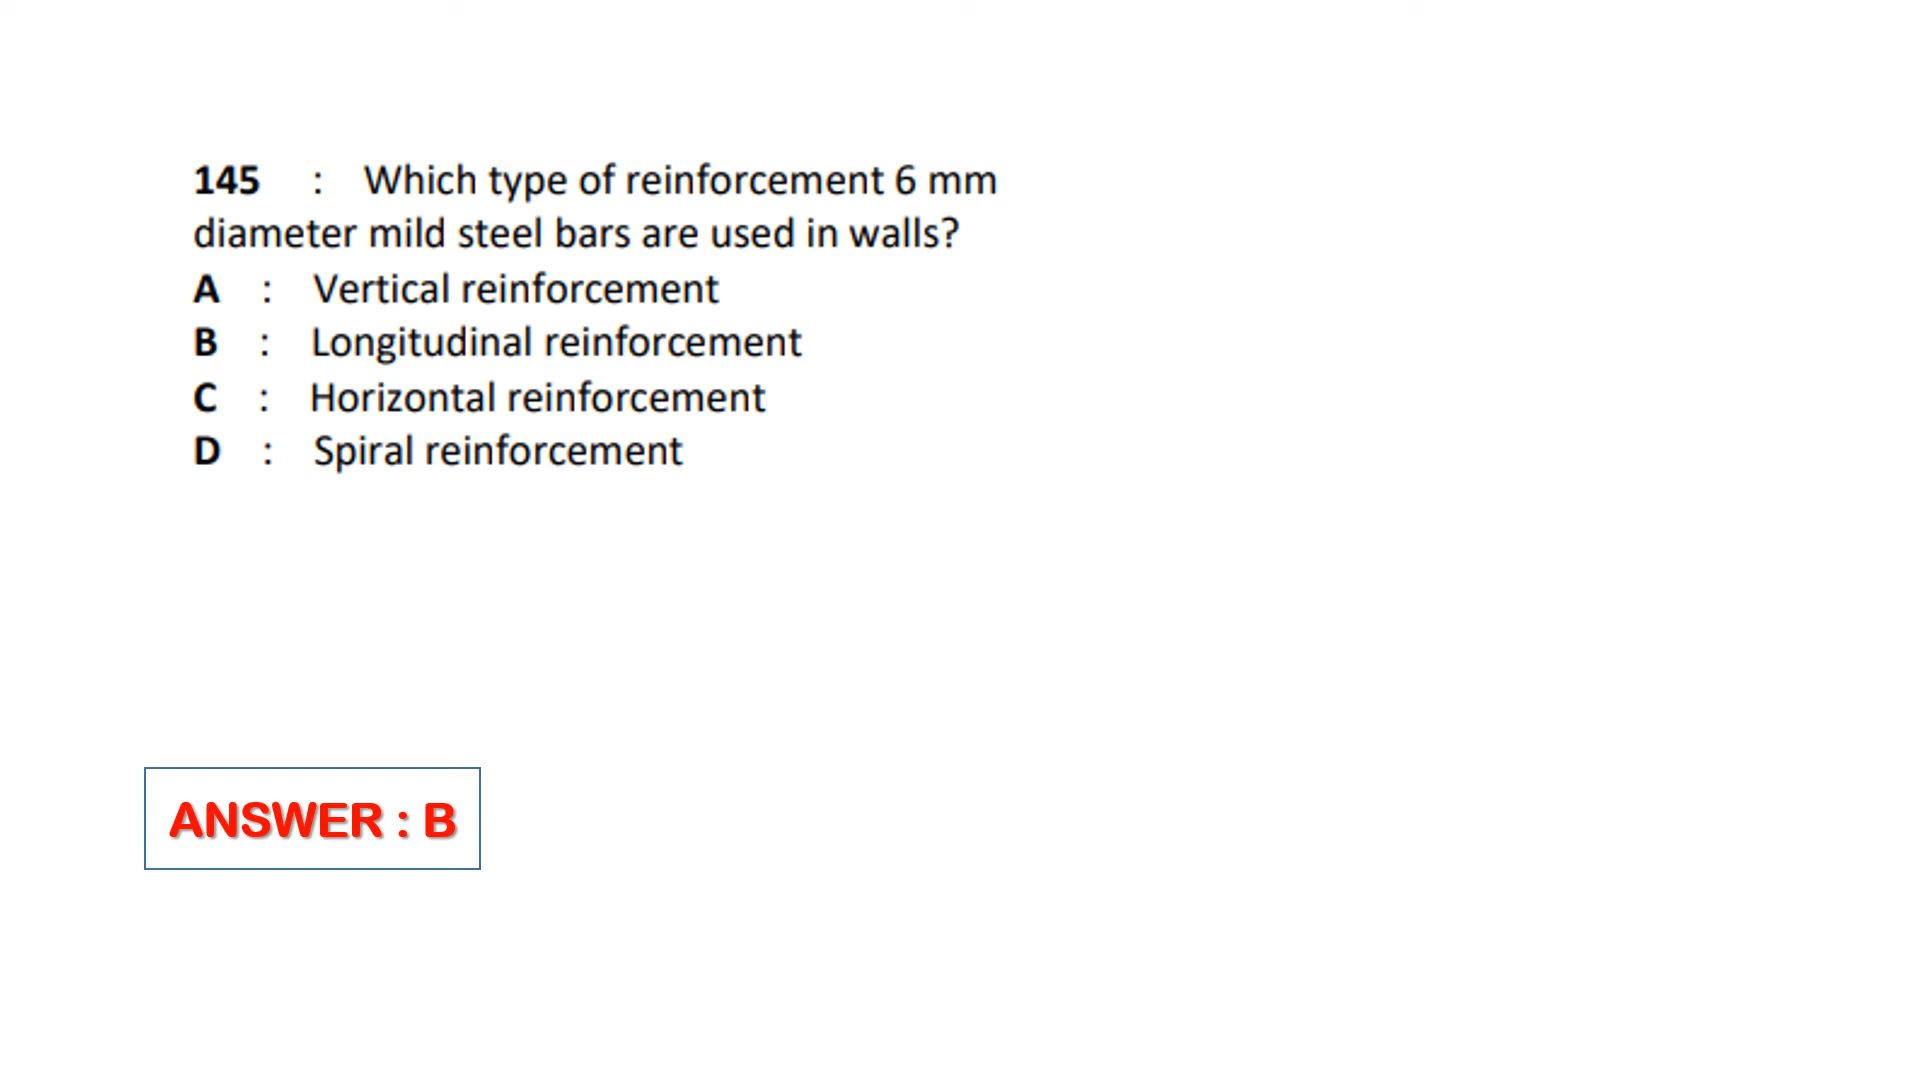 145 : Which type of reinforcement 6 mm
diameter mild steel bars are used in walls?
A : Vertical reinforcement
B : Longitudinal reinforcement
C : Horizontal reinforcement
D : Spiral reinforcement
ANSWER : B